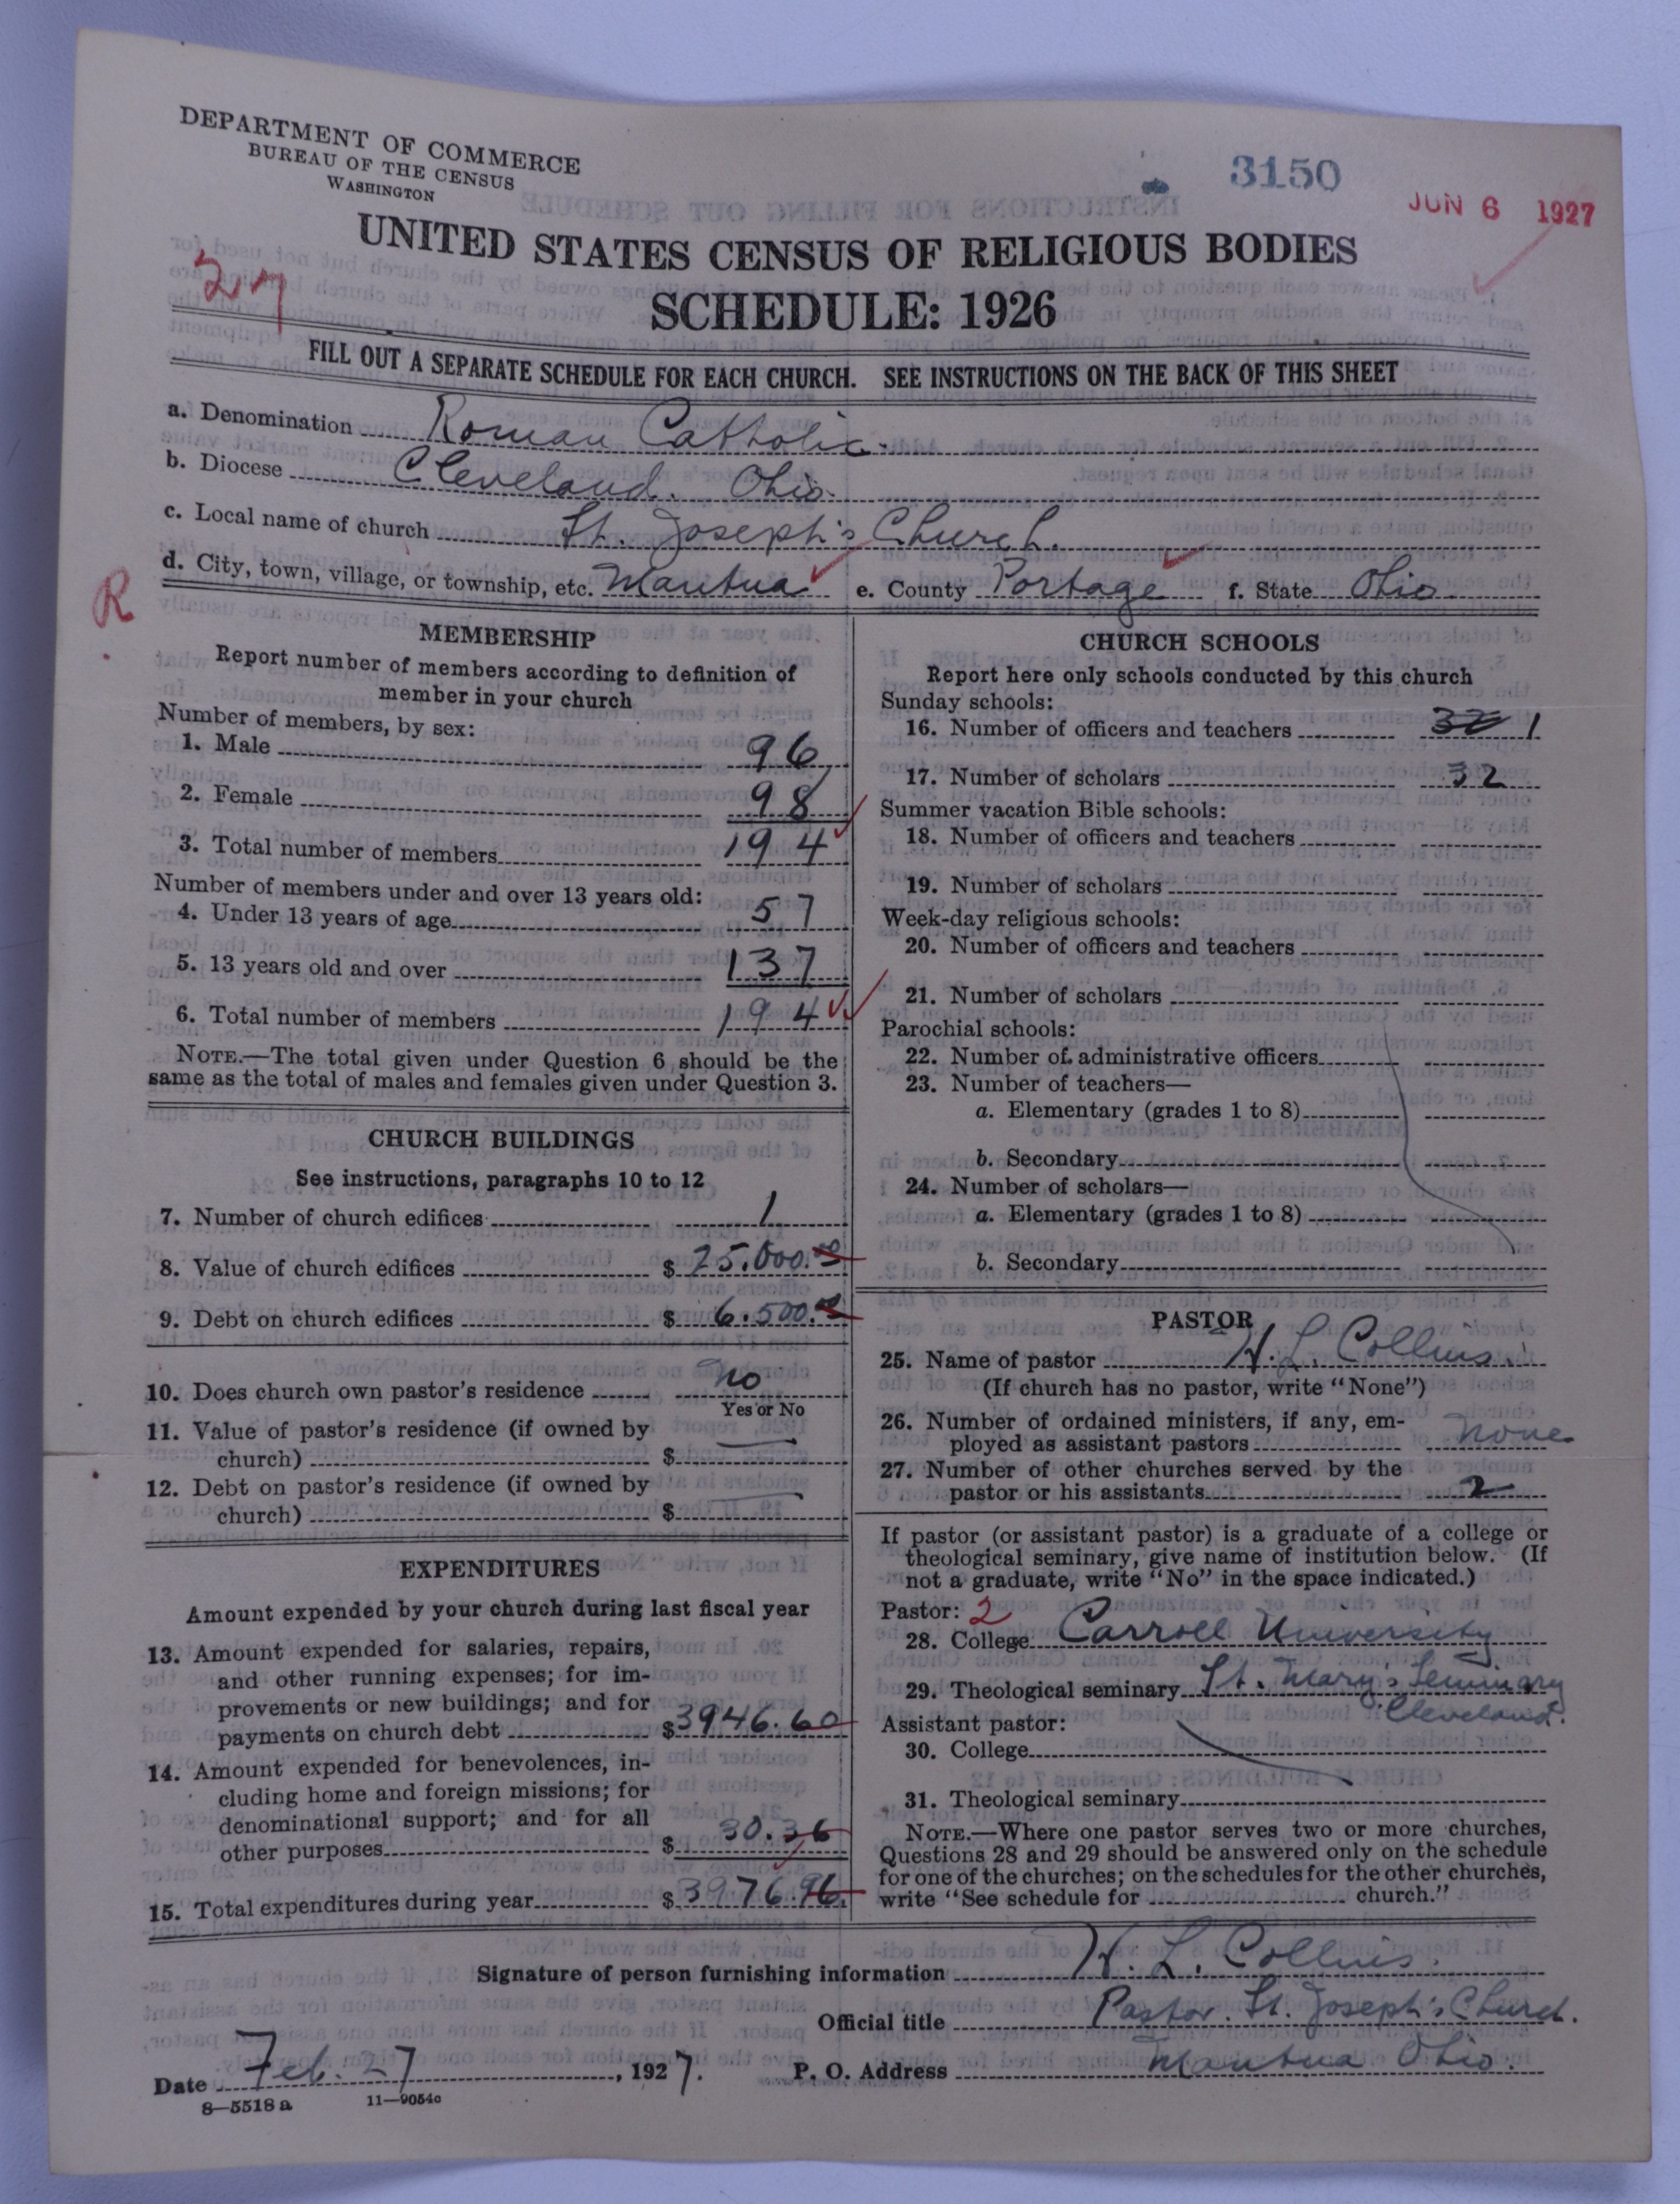 DEPARTMENT OF COMMERCE
BUREAU OF THE CENSUS
WASHINGTON
3150
JUN 6 1927
UNITED STATES CENSUS OF RELIGIOUS BODIES
27
SCHEDULE: 1926
FILL OUT A SEPARATE SCHEDULE FOR EACH CHURCH. SEE INSTRUCTIONS ON THE BACK OF THIS SHEET
a. Denomination Roman Catholic.
b. Diocese Cleveland. Ohio.
c. Local name of church St. Joseph's Church.
d. City, town, village, or township, etc. Mantua e. County Portage f. State Ohio.
R
MEMBERSHIP
Report number of members according to definition of
member in your church
Number of members, by sex:
1. Male 96
2. Female 98
3. Total number of members 194
Number of members under and over 13 years old:
4. Under 13 years of age 57
5. 13 years old and over 137
6. Total number of members 194
NOTE.—The total given under Question 6 should be the
same as the total of males and females given under Question 3.
CHURCH BUILDINGS
See instructions, paragraphs 10 to 12
7. Number of church edifices 1
8. Value of church edifices $ 25.000.00
9. Debt on church edifices $ 6.500.00
10. Does church own pastor's residence no
Yes or No
11. Value of pastor's residence (if owned by
church) $
12. Debt on pastor's residence (if owned by
church) $
EXPENDITURES
Amount expended by your church during last fiscal year
13. Amount expended for salaries, repairs,
and other running expenses; for im-
provements or new buildings; and for
payments on church debt $3946.60
14. Amount expended for benevolences, in-
cluding home and foreign missions; for
denominational support; and for all
other purposes $ 30.36
15. Total expenditures during year $3976.96
CHURCH SCHOOLS
Report here only schools conducted by this church
Sunday schools:
16. Number of officers and teachers 32 1
17. Number of scholars 32
Summer vacation Bible schools:
18. Number of officers and teachers
19. Number of scholars
Week-day religious schools:
20. Number of officers and teachers
21. Number of scholars
Parochial schools:
22. Number of administrative officers
23. Number of teachers—
a. Elementary (grades 1 to 8)
b. Secondary
24. Number of scholars—
a. Elementary (grades 1 to 8)
b. Secondary
PASTOR
25. Name of pastor W. L. Collins.
(If church has no pastor, write "None")
26. Number of ordained ministers, if any, em-
ployed as assistant pastors none
27. Number of other churches served by the
pastor or his assistants 2
If pastor (or assistant pastor) is a graduate of a college or
theological seminary, give name of institution below. (If
not a graduate, write "No" in the space indicated.)
Pastor: 2
28. College Carroll University
29. Theological seminary St. Mary's Seminary
Cleveland.
Assistant pastor:
30. College
31. Theological seminary
NOTE.—Where one pastor serves two or more churches,
Questions 28 and 29 should be answered only on the schedule
for one of the churches; on the schedules for the other churches,
write "See schedule for church."
Signature of person furnishing information W. L. Collins.
Official title Pastor. St. Joseph's Church.
Date Feb. 27, 1927. P. O. Address Mantua Ohio.
8—5518 a 11—9054c